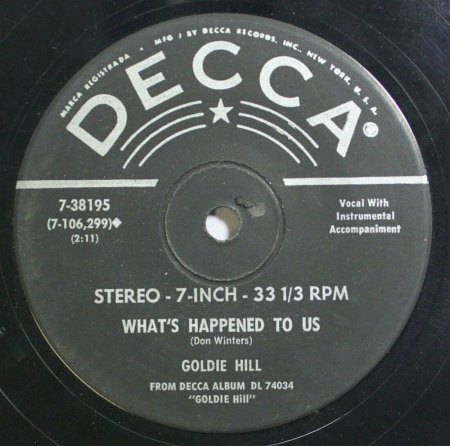 MARCA REGISTRADA • MFG'D BY DECCA RECORDS, INC., NEW YORK, U.S.A.
DECCA®
7-38195
(7-106,299)◆
(2:11)
Vocal With
Instrumental
Accompaniment
STEREO - 7-INCH - 33 1/3 RPM
WHAT'S HAPPENED TO US
(Don Winters)
GOLDIE HILL
FROM DECCA ALBUM DL 74034
"GOLDIE Hill"